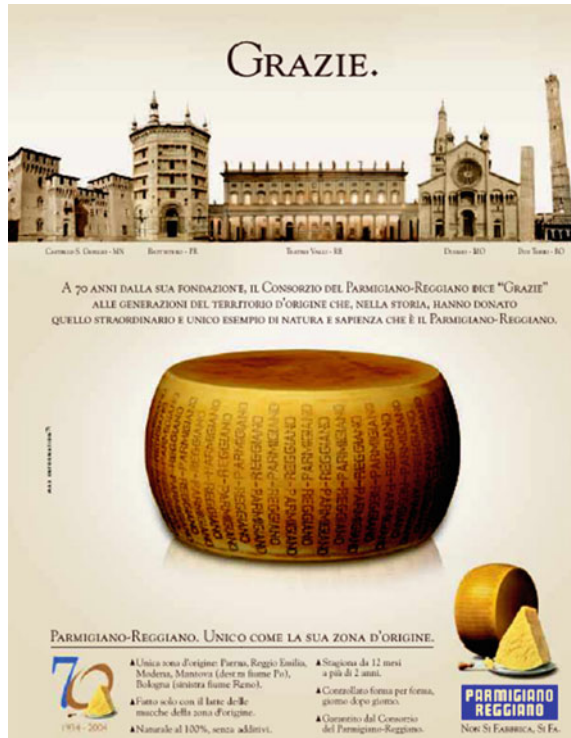 GRAZIE.
CASTELLO S. GIORGIO - MN
BATTISTERO - PR
TEATRO VALLI - RE
DUOMO - MO
DUE TORRI - BO
A 70 ANNI DALLA SUA FONDAZIONE, IL CONSORZIO DEL PARMIGIANO-REGGIANO DICE "GRAZIE"
ALLE GENERAZIONI DEL TERRITORIO D'ORIGINE CHE, NELLA STORIA, HANNO DONATO
QUELLO STRAORDINARIO E UNICO ESEMPIO DI NATURA E SAPIENZA CHE È IL PARMIGIANO-REGGIANO.
PARMIGIANO-REGGIANO
PARMIGIANO-REGGIANO. UNICO COME LA SUA ZONA D'ORIGINE.
70
1934 - 2004
Unica zona d'origine: Parma, Reggio Emilia,
Modena, Mantova (destra fiume Po),
Bologna (sinistra fiume Reno).
Fatto solo con il latte delle
mucche della zona d'origine.
Naturale al 100%, senza additivi.
Stagiona da 12 mesi
a più di 2 anni.
Controllato forma per forma,
giorno dopo giorno.
Garantito dal Consorzio
del Parmigiano-Reggiano.
PARMIGIANO
REGGIANO
NON SI FABBRICA, SI FA.